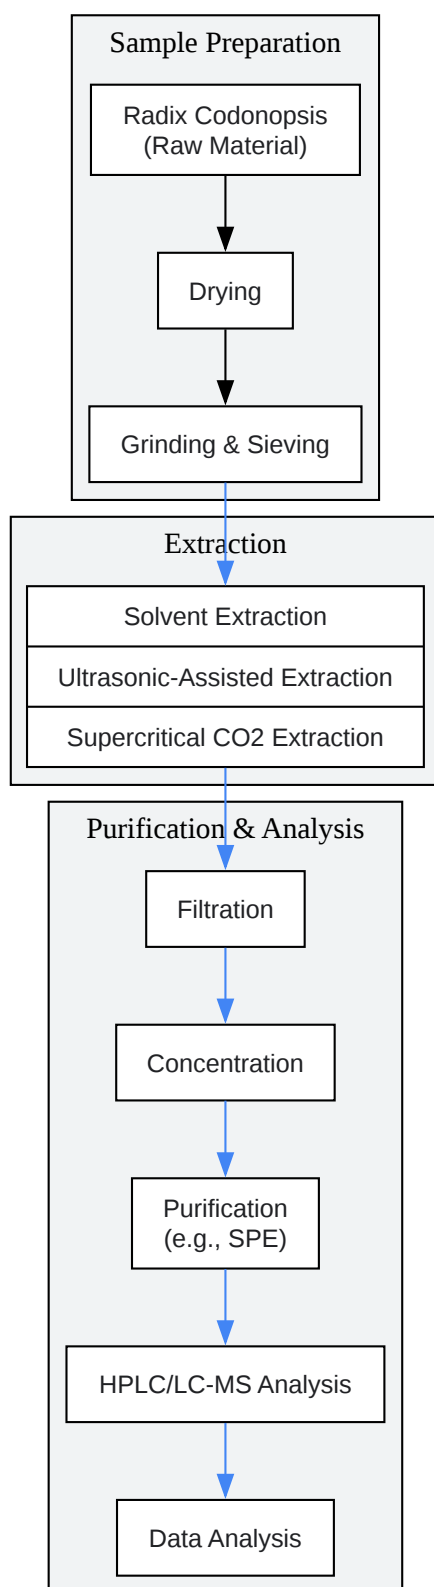 Sample Preparation
Radix Codonopsis
(Raw Material)
Drying
Grinding & Sieving
Extraction
Solvent Extraction
Ultrasonic-Assisted Extraction
Supercritical CO2 Extraction
Purification & Analysis
Filtration
Concentration
Purification
(e.g., SPE)
HPLC/LC-MS Analysis
Data Analysis